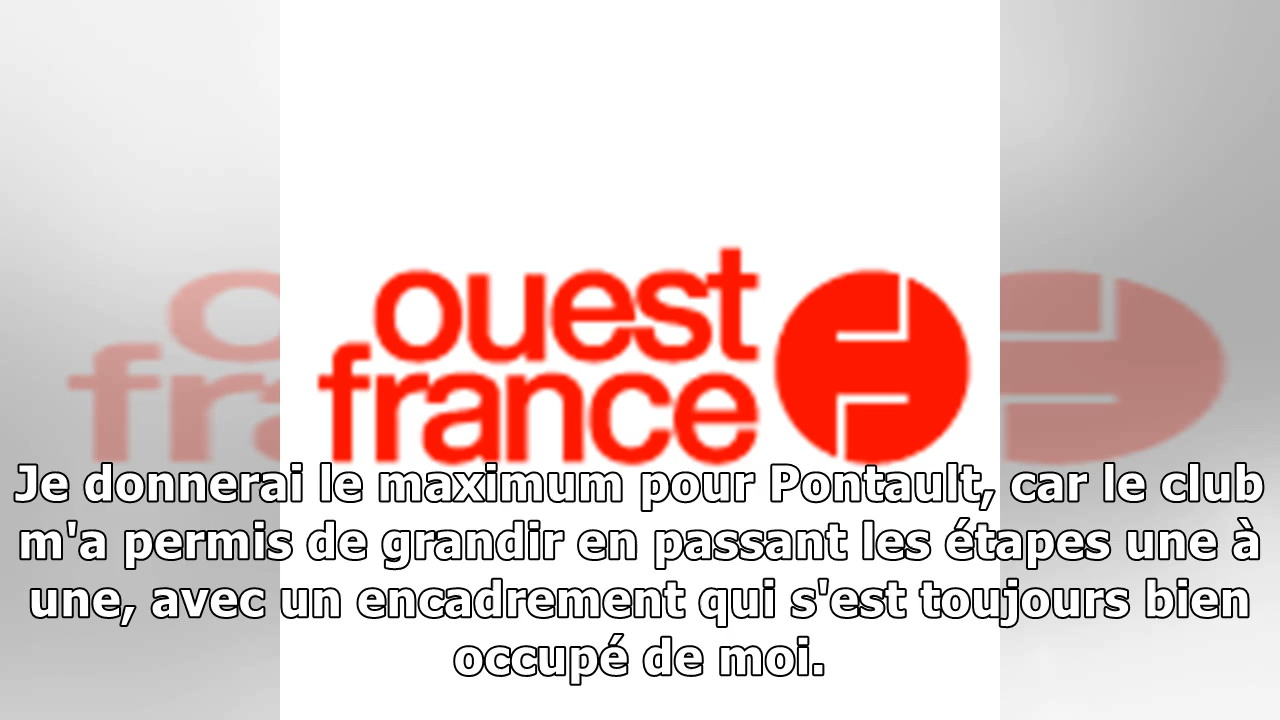 ouest
france
Je donnerai le maximum pour Pontault, car le club
m'a permis de grandir en passant les étapes une à
une, avec un encadrement qui s'est toujours bien
occupé de moi.